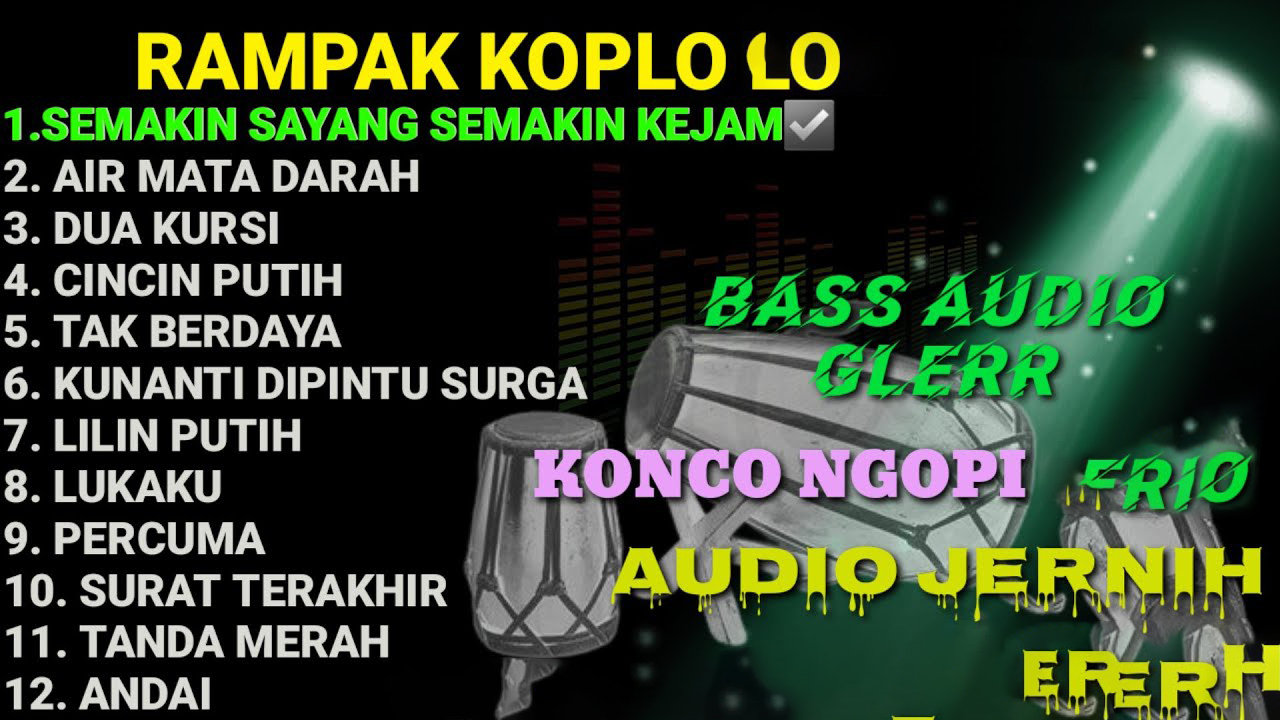 RAMPAK KOPLO LO
1.SEMAKIN SAYANG SEMAKIN KEJAM
2. AIR MATA DARAH
3. DUA KURSI
4. CINCIN PUTIH
5. TAK BERDAYA
6. KUNANTI DIPINTU SURGA
7. LILIN PUTIH
8. LUKAKU
9. PERCUMA
10. SURAT TERAKHIR
11. TANDA MERAH
12. ANDAI
BASS AUDIO
GLERR
KONCO NGOPI
AUDIO JERNIH